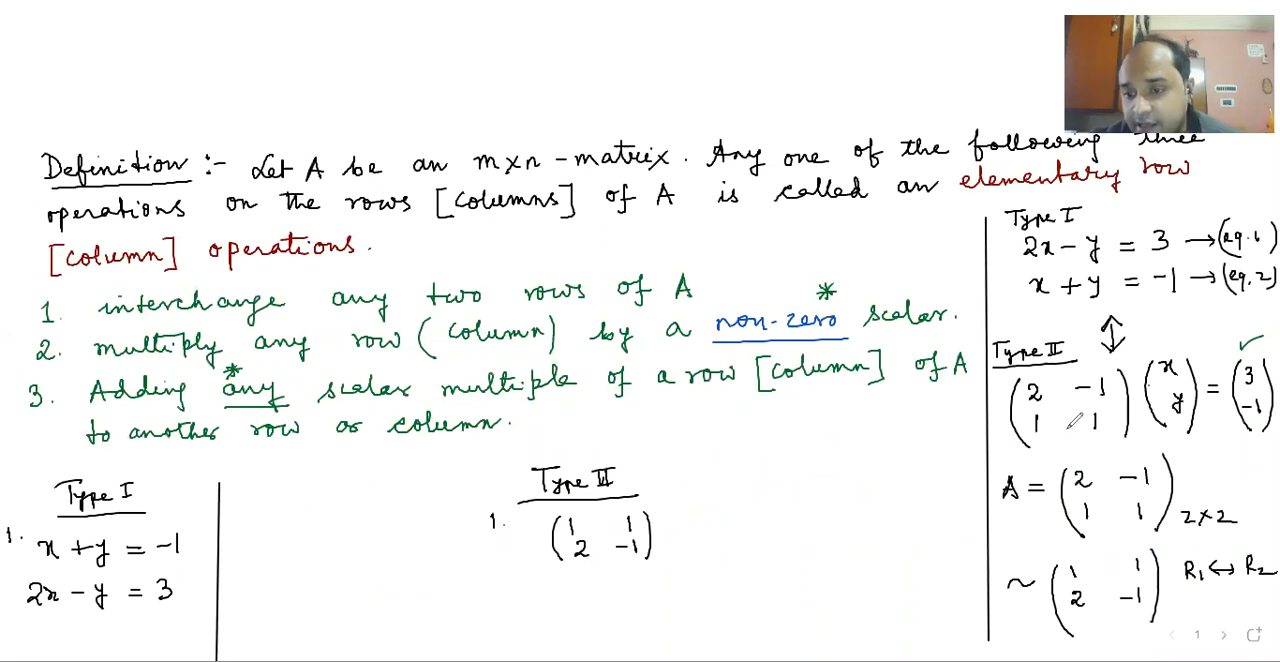 Definition :- Let A be an m×n-matrix. Any one of the following three
operations on the rows [columns] of A is called an elementary row
[column] operations.
1. interchange any two rows of A
*
2. multiply any row (column) by a non-zero scalar.
*
3. Adding any scalar multiple of a row [column] of A
to another row or column.
Type I
1. x + y = -1
2x - y = 3
Type II
1. ( 1 1
2 -1 )
Type I
2x - y = 3 → (eq. 1)
x + y = -1 → (eq. 2)
↕
Type II
✓
( 2 -1 ) ( x ) = ( 3 )
( 1 1 ) ( y ) ( -1 )
A = ( 2 -1
1 1 ) 2×2
~ ( 1 1 R₁ ↔ R₂
2 -1 )
< 1 >